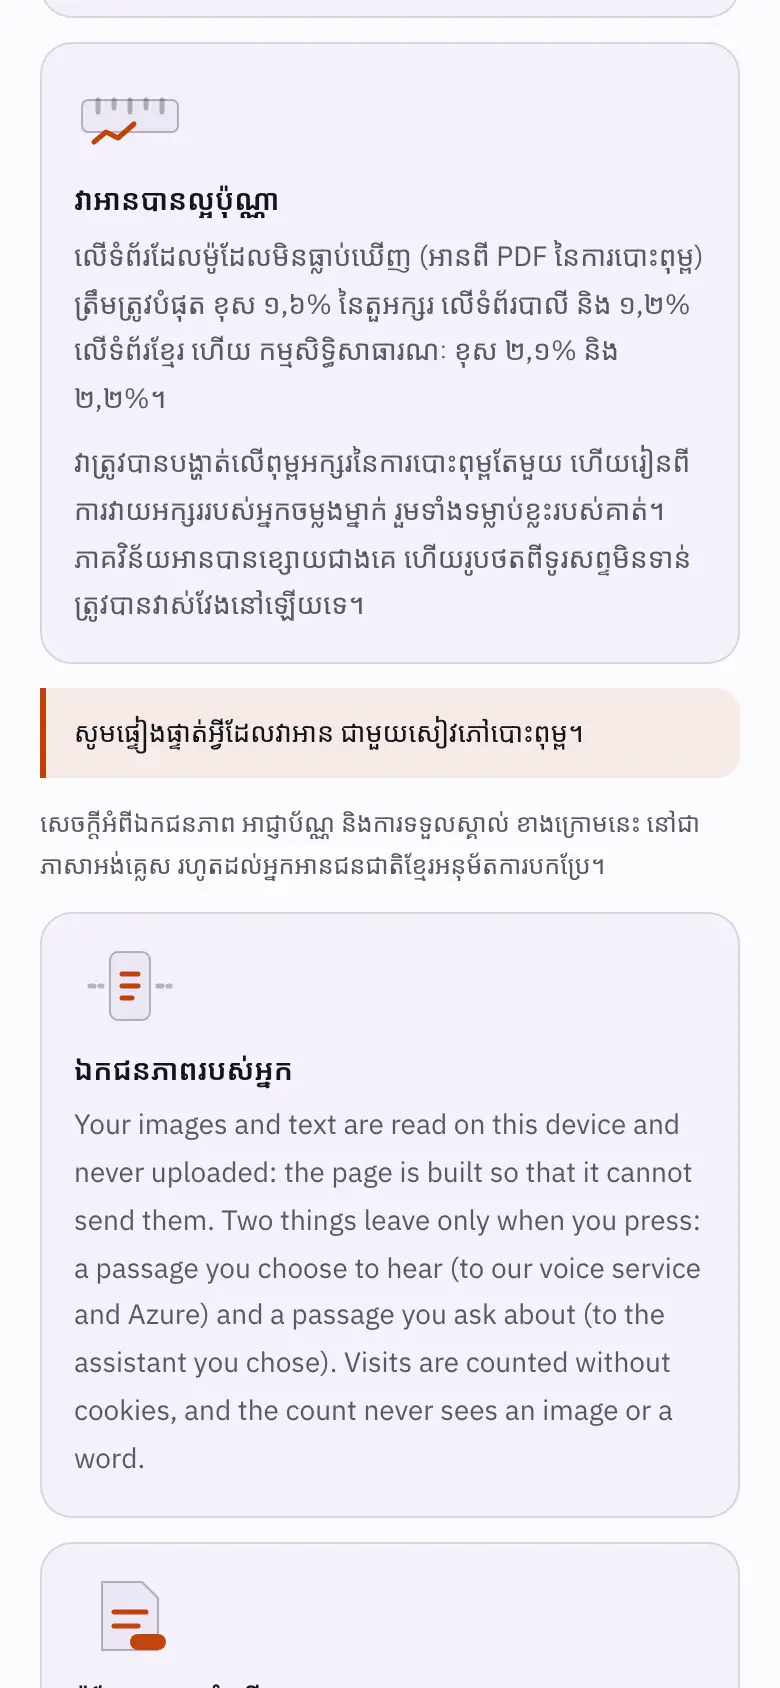 វាអានបានល្អប៉ុណ្ណា
លើទំព័រដែលម៉ូដែលមិនធ្លាប់ឃើញ (អានពី PDF នៃការបោះពុម្ព)
ត្រឹមត្រូវបំផុត ខុស ១,៦% នៃតួអក្សរ លើទំព័របាលី និង ១,២%
លើទំព័រខ្មែរ ហើយ កម្មសិទ្ធិសាធារណៈ ខុស ២,១% និង
២,២%។
វាត្រូវបានបង្ហាត់លើពុម្ពអក្សរនៃការបោះពុម្ពតែមួយ ហើយរៀនពី
ការវាយអក្សររបស់អ្នកចម្លងម្នាក់ រួមទាំងទម្លាប់ខ្លះរបស់គាត់។
ភាគវិន័យអានបានខ្សោយជាងគេ ហើយរូបថតពីទូរសព្ទមិនទាន់
ត្រូវបានវាស់វែងនៅឡើយទេ។
សូមផ្ទៀងផ្ទាត់អ្វីដែលវាអាន ជាមួយសៀវភៅបោះពុម្ព។
សេចក្ដីអំពីឯកជនភាព អាជ្ញាប័ណ្ណ និងការទទួលស្គាល់ ខាងក្រោមនេះ នៅជា
ភាសាអង់គ្លេស រហូតដល់អ្នកអានជនជាតិខ្មែរអនុម័តការបកប្រែ។
ឯកជនភាពរបស់អ្នក
Your images and text are read on this device and
never uploaded: the page is built so that it cannot
send them. Two things leave only when you press:
a passage you choose to hear (to our voice service
and Azure) and a passage you ask about (to the
assistant you chose). Visits are counted without
cookies, and the count never sees an image or a
word.